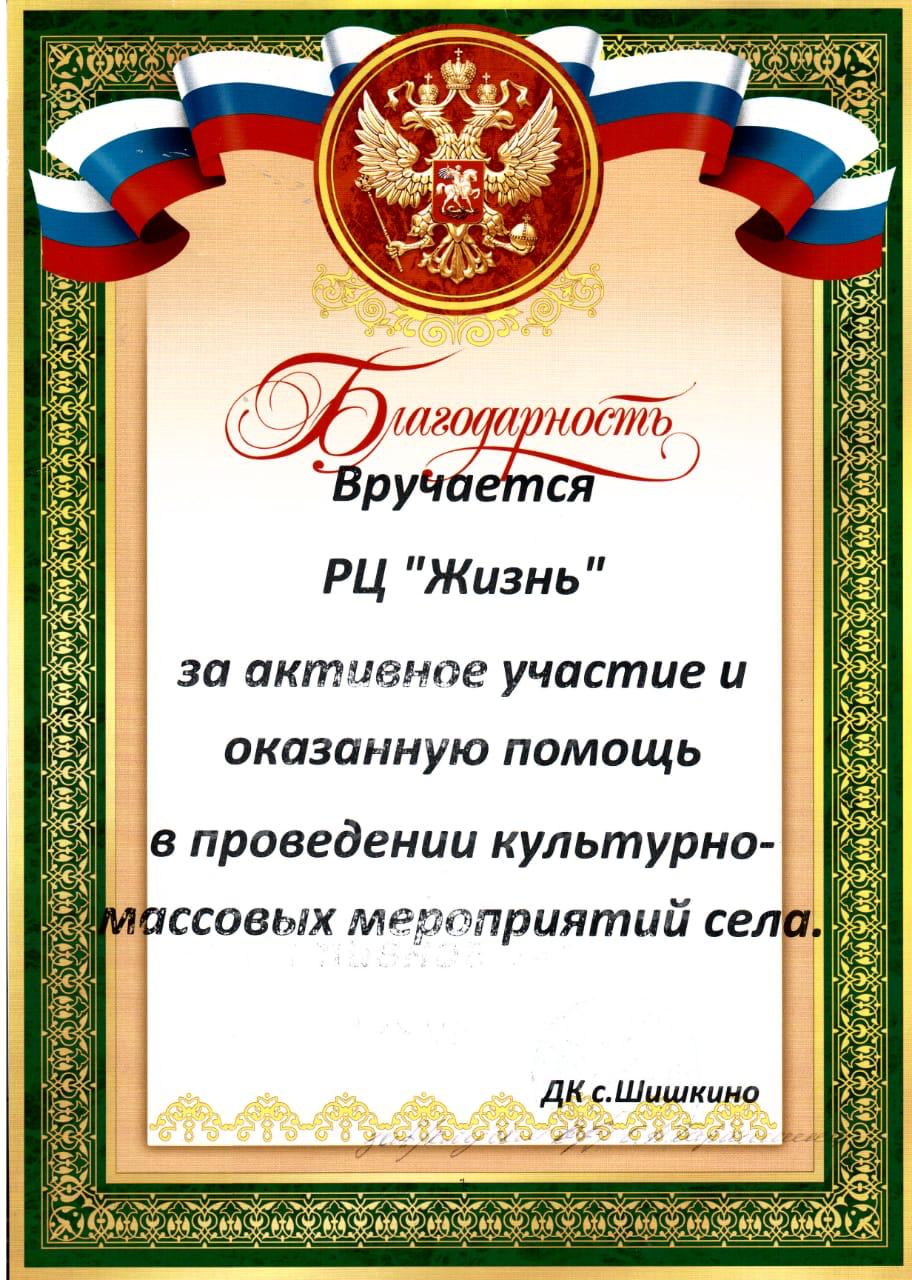 Благодарность
Вручается
РЦ "Жизнь"
за активное участие и
оказанную помощь
в проведении культурно-
массовых мероприятий села.
ДК с.Шишкино